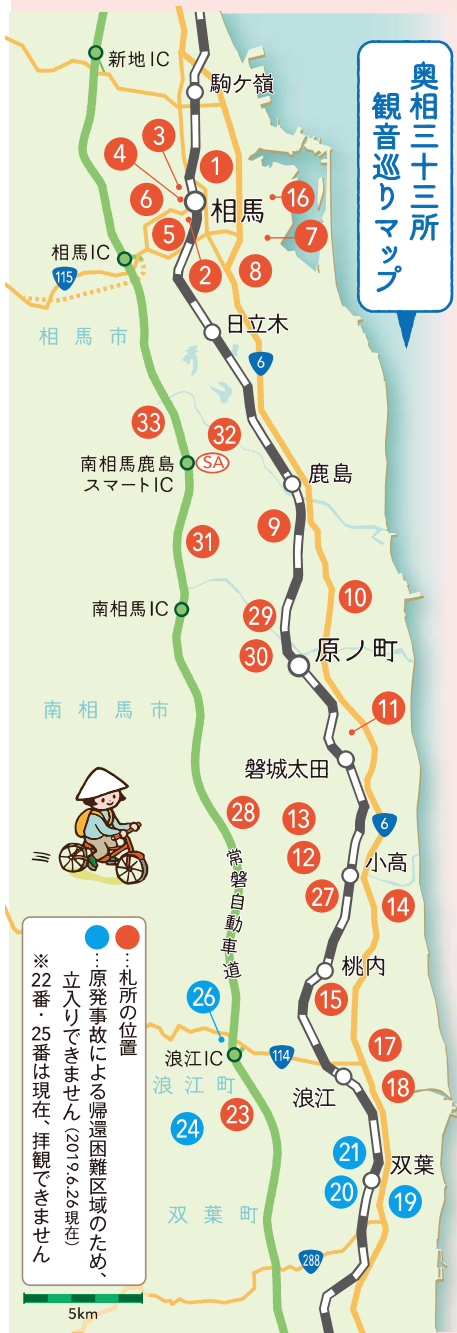 奥相三十三所
観音巡りマップ
新地IC
駒ケ嶺
3
1
4
6
相馬
16
7
5
2
8
相馬IC
115
相馬市
日立木
6
33
32
南相馬鹿島
スマートIC
SA
鹿島
9
31
10
南相馬IC
29
30
原ノ町
南相馬市
11
磐城太田
28
13
6
12
小高
27
14
常磐自動車道
桃内
15
26
浪江IC
114
17
浪江
18
浪江町
23
24
21
双葉
20
19
双葉町
288
…札所の位置
…原発事故による帰還困難区域のため、
立入りできません(2019.6.26現在)
※22番・25番は現在、拝観できません
5km